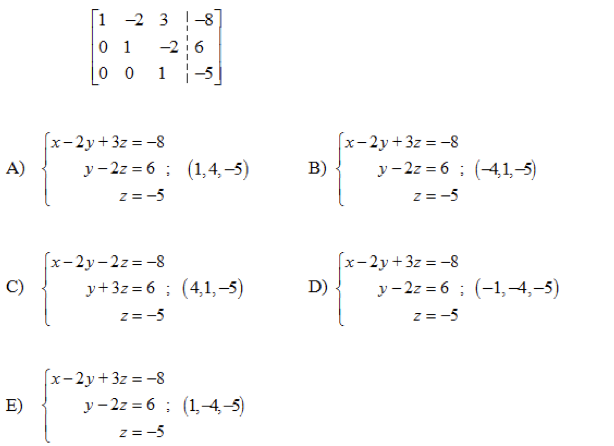 [1 -2 3 | -8]
[0 1 -2 | 6]
[0 0 1 | -5]
A) { x-2y+3z = -8
y-2z = 6 ; (1,4,-5)
z = -5
B) { x-2y+3z = -8
y-2z = 6 ; (-4,1,-5)
z = -5
C) { x-2y-2z = -8
y+3z = 6 ; (4,1,-5)
z = -5
D) { x-2y+3z = -8
y-2z = 6 ; (-1,-4,-5)
z = -5
E) { x-2y+3z = -8
y-2z = 6 ; (1,-4,-5)
z = -5